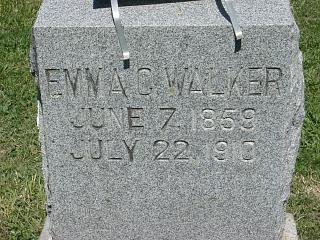 EMMA C. WALKER
JUNE 7. 1859
JULY 22. 1910